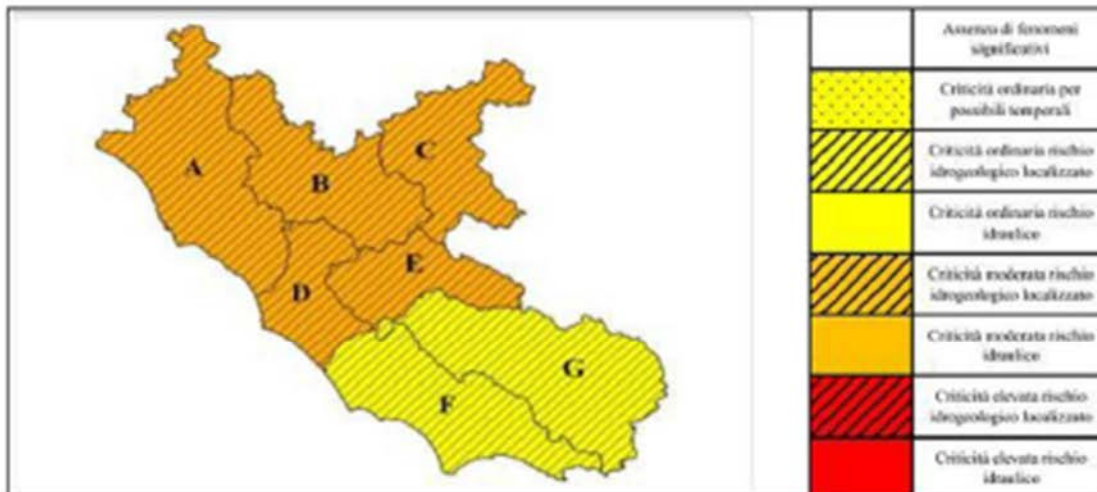 A
B
C
D
E
F
G
Assenza di fenomeni
significativi
Criticità ordinaria per
possibili temporali
Criticità ordinaria rischio
idrogeologico localizzato
Criticità ordinaria rischio
idraulico
Criticità moderata rischio
idrogeologico localizzato
Criticità moderata rischio
idraulico
Criticità elevata rischio
idrogeologico localizzato
Criticità elevata rischio
idraulico